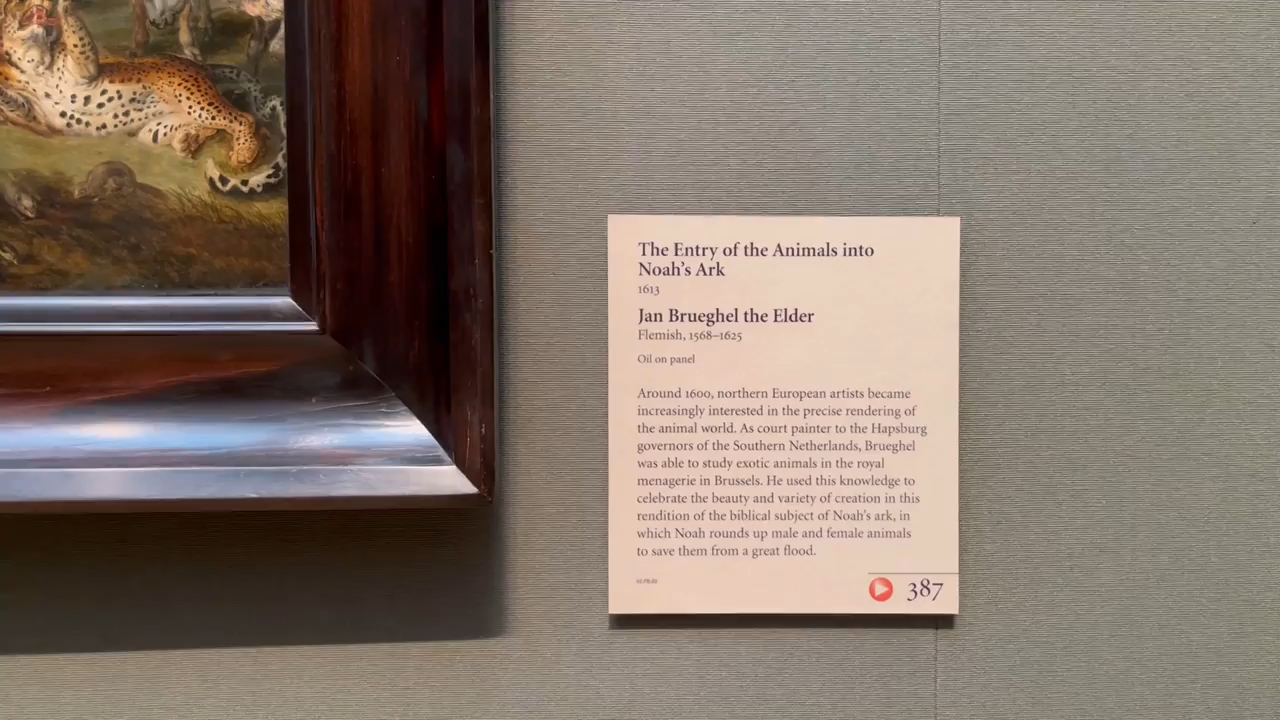 The Entry of the Animals into
Noah's Ark
1613
Jan Brueghel the Elder
Flemish, 1568–1625
Oil on panel
Around 1600, northern European artists became
increasingly interested in the precise rendering of
the animal world. As court painter to the Hapsburg
governors of the Southern Netherlands, Brueghel
was able to study exotic animals in the royal
menagerie in Brussels. He used this knowledge to
celebrate the beauty and variety of creation in this
rendition of the biblical subject of Noah's ark, in
which Noah rounds up male and female animals
to save them from a great flood.
387